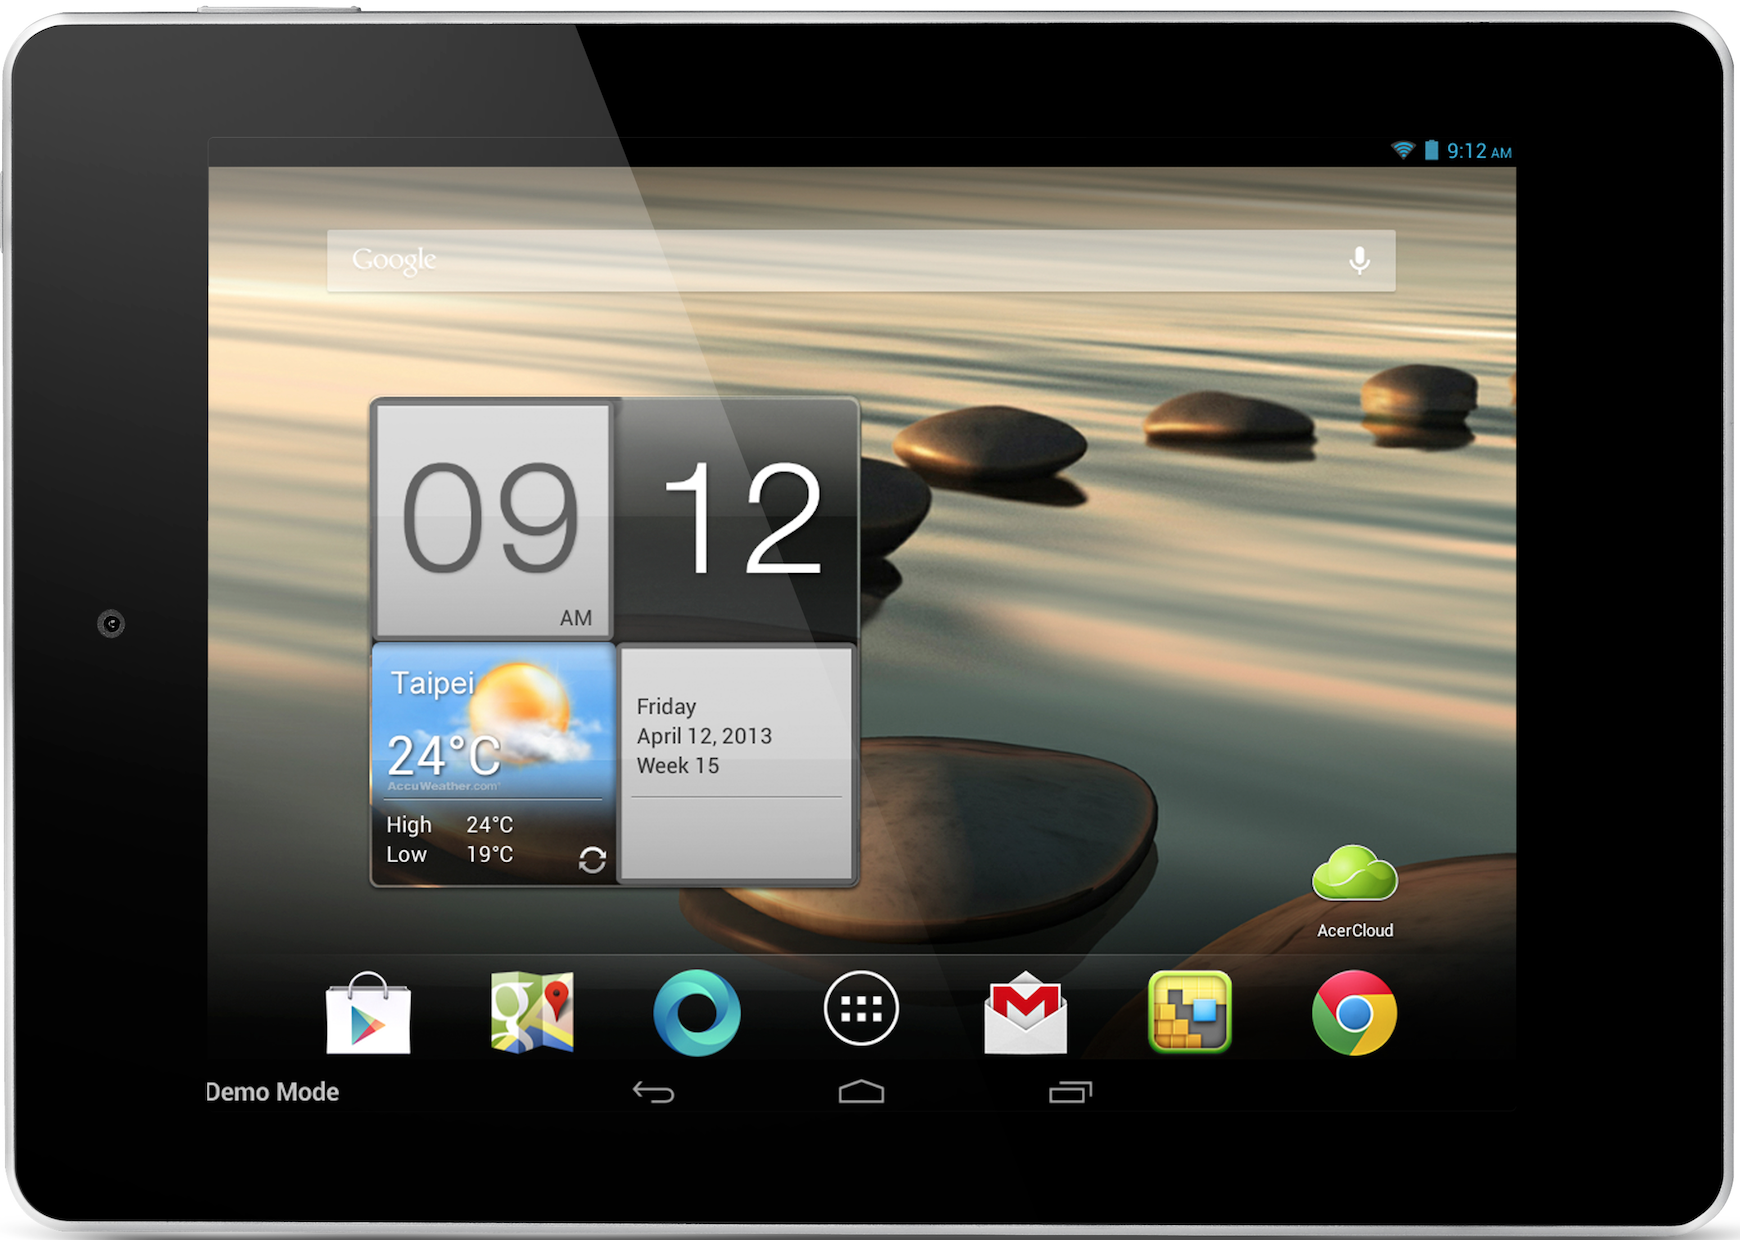 9:12 AM
Google
09
12
AM
Taipei
24°C
AccuWeather.com®
High 24°C
Low 19°C
Friday
April 12, 2013
Week 15
AcerCloud
Demo Mode